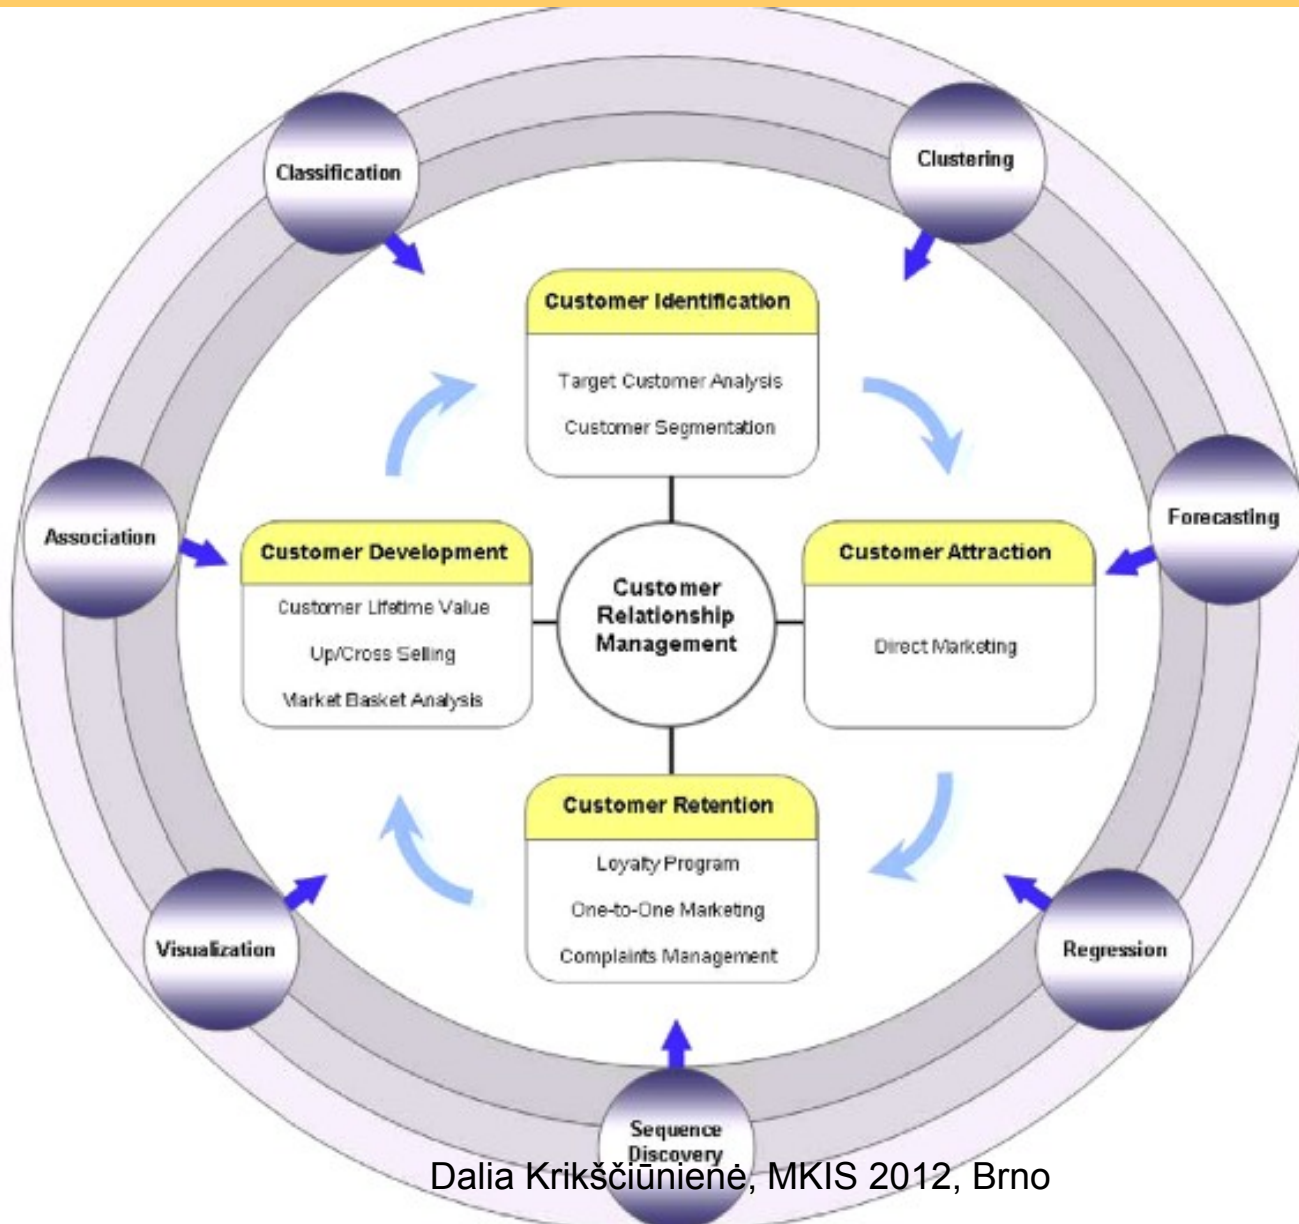 Classification
Clustering
Customer Identification
Target Customer Analysis
Customer Segmentation
Association
Forecasting
Customer Development
Customer Lifetime Value
Up/Cross Selling
Market Basket Analysis
Customer
Relationship
Management
Customer Attraction
Direct Marketing
Customer Retention
Loyalty Program
One-to-One Marketing
Complaints Management
Visualization
Regression
Sequence
Discovery
Dalia Krikščiūnienė, MKIS 2012, Brno